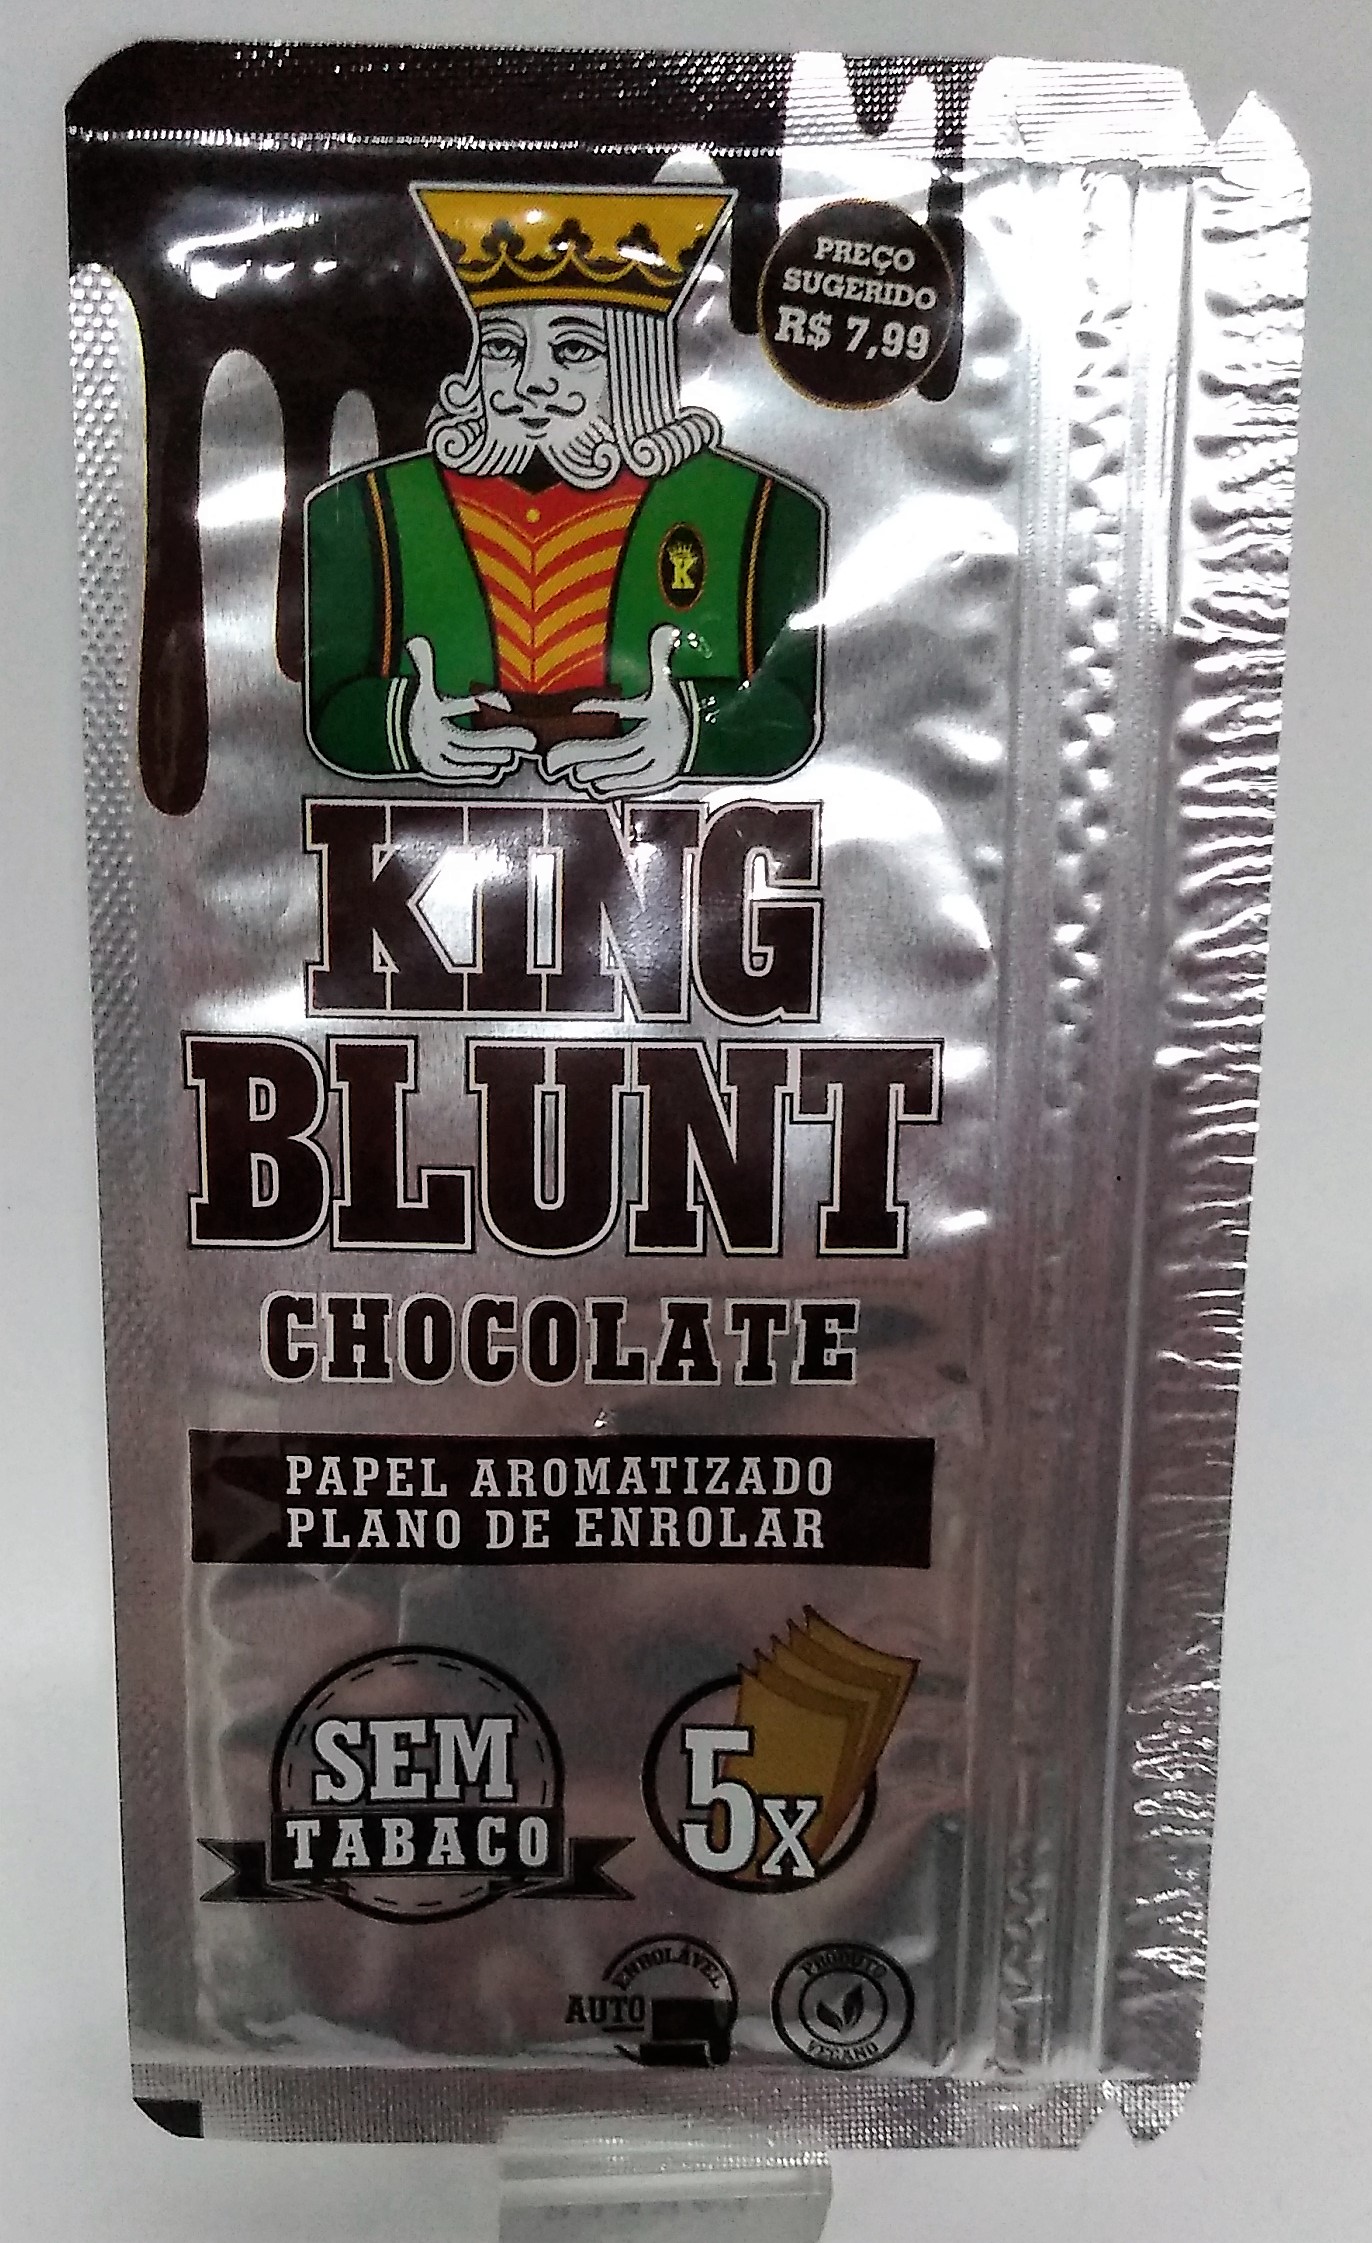 PREÇO
SUGERIDO
R$ 7,99
K
KING
BLUNT
CHOCOLATE
PAPEL AROMATIZADO
PLANO DE ENROLAR
SEM
TABACO
5X
AUTO
ENROLÁVEL
PRODUTO
VEGANO